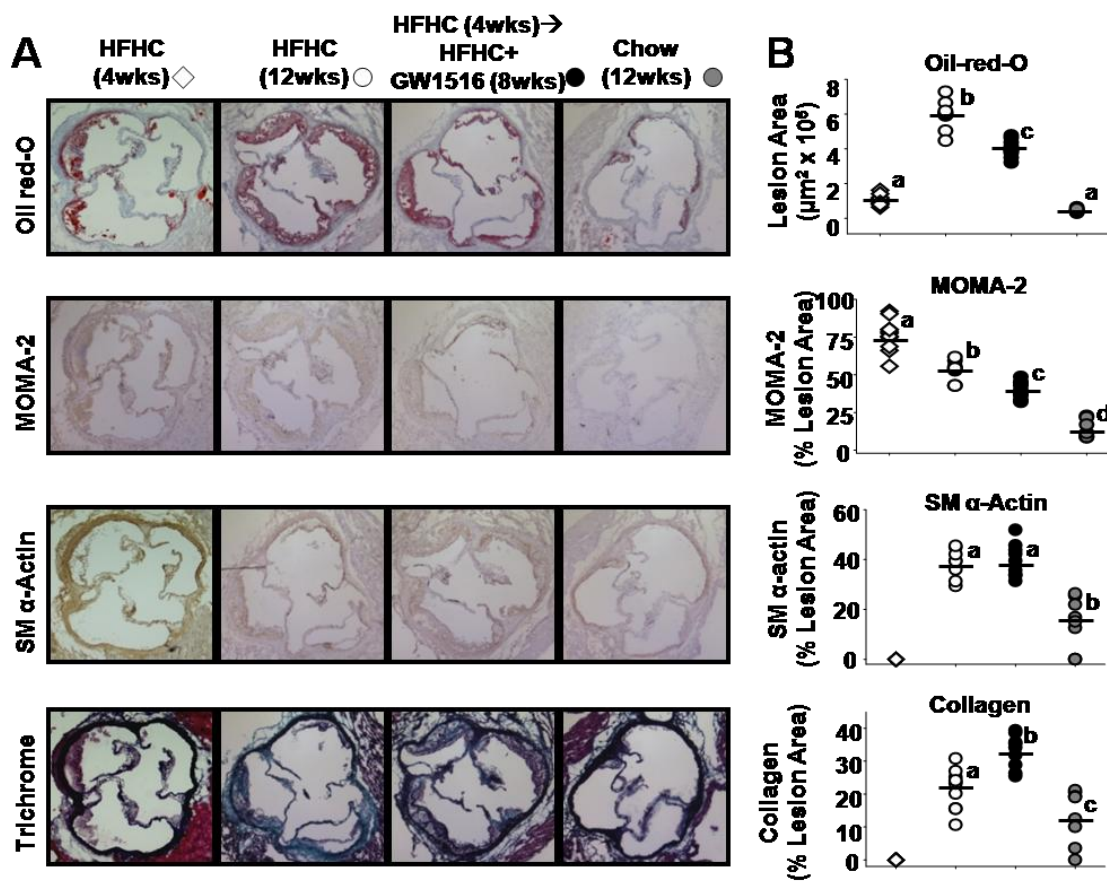 A
HFHC
(4wks)
HFHC
(12wks)
HFHC (4wks)→
HFHC+
GW1516 (8wks)
Chow
(12wks)
Oil red-O
MOMA-2
SM α-Actin
Trichrome
B
Oil-red-O
Lesion Area
(µm² x 10⁵)
8
6
4
2
0
a
b
c
a
MOMA-2
MOMA-2
(% Lesion Area)
100
75
50
25
0
a
b
c
d
SM α-Actin
SM α-actin
(% Lesion Area)
60
40
20
0
a
a
b
Collagen
Collagen
(% Lesion Area)
40
30
20
10
0
a
b
c